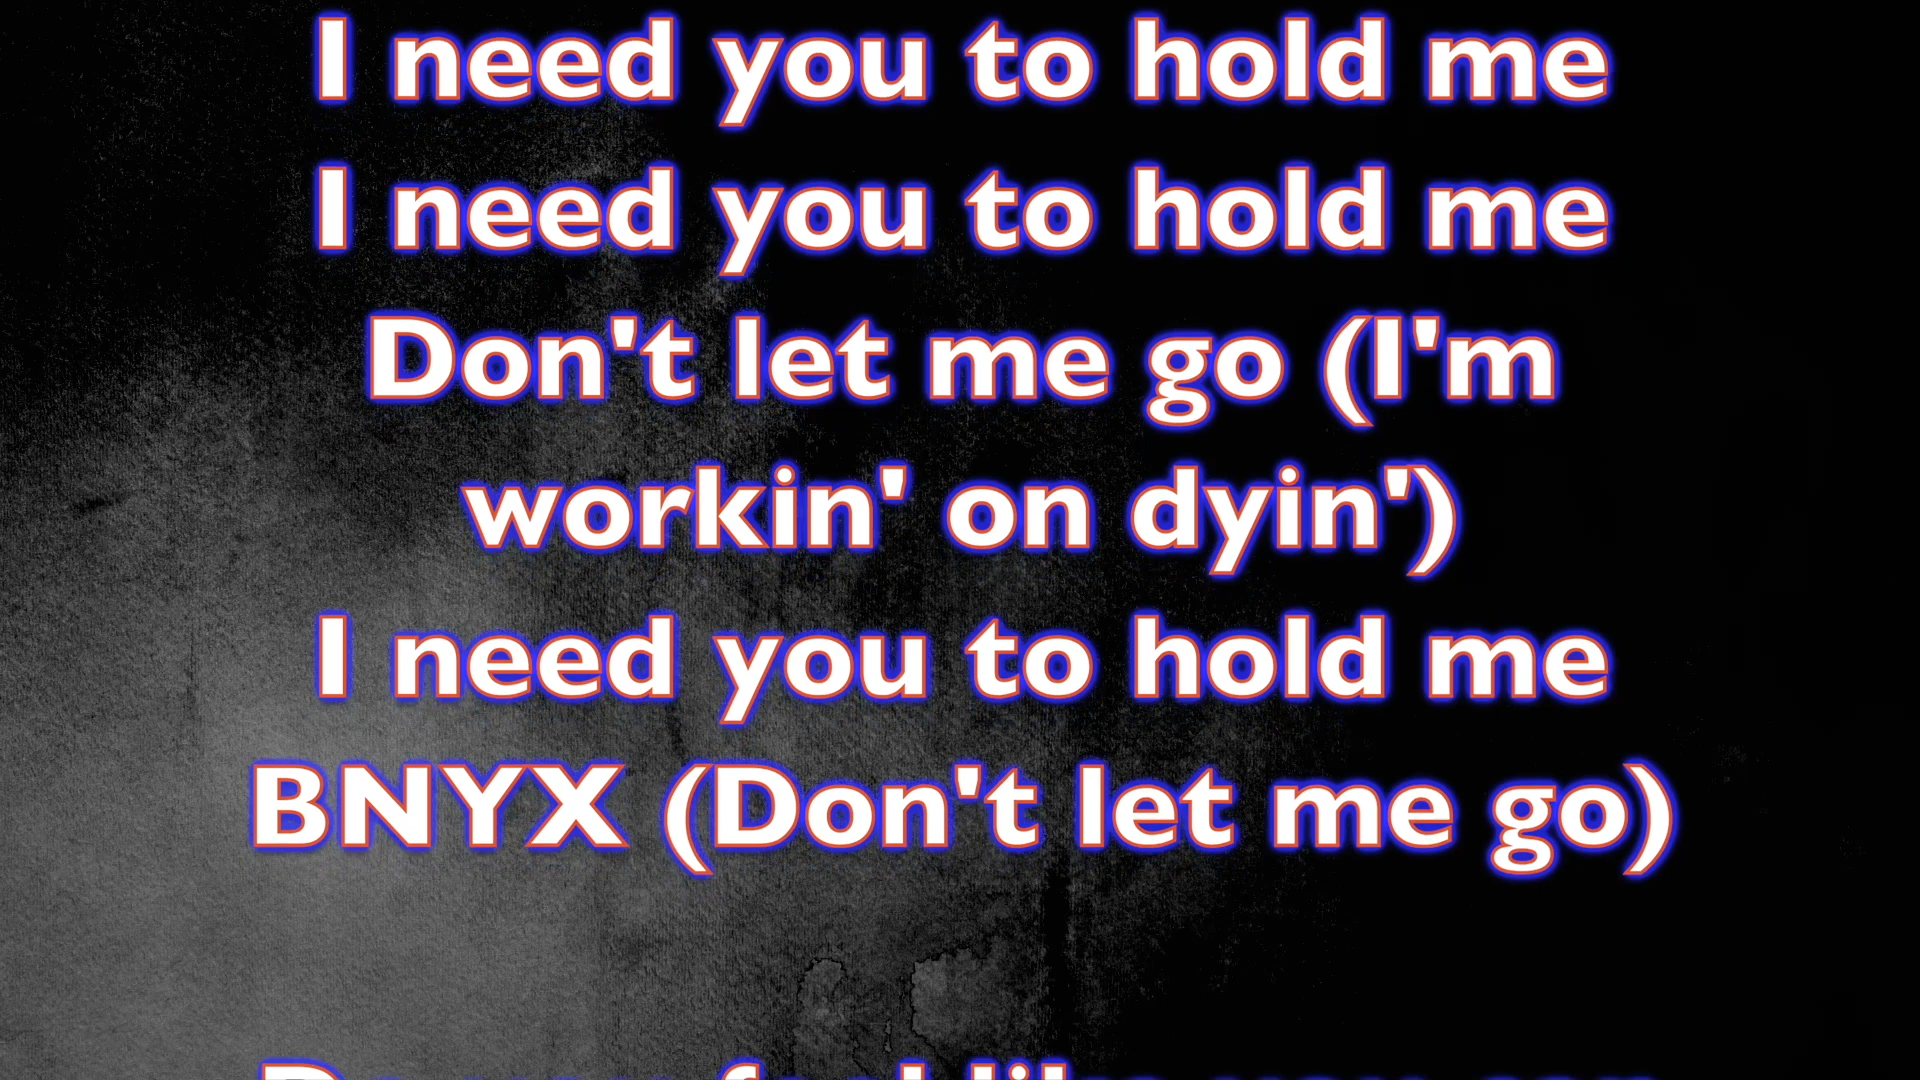 I need you to hold me
I need you to hold me
Don't let me go (I'm
workin' on dyin')
I need you to hold me
BNYX (Don't let me go)